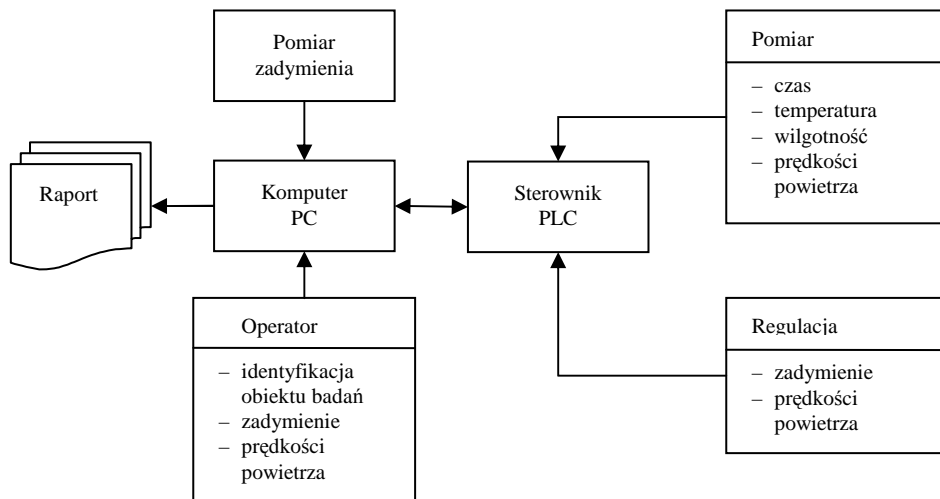 Pomiar
zadymienia
Pomiar
– czas
– temperatura
– wilgotność
– prędkości
powietrza
Raport
Komputer
PC
Sterownik
PLC
Operator
– identyfikacja
obiektu badań
– zadymienie
– prędkości
powietrza
Regulacja
– zadymienie
– prędkości
powietrza